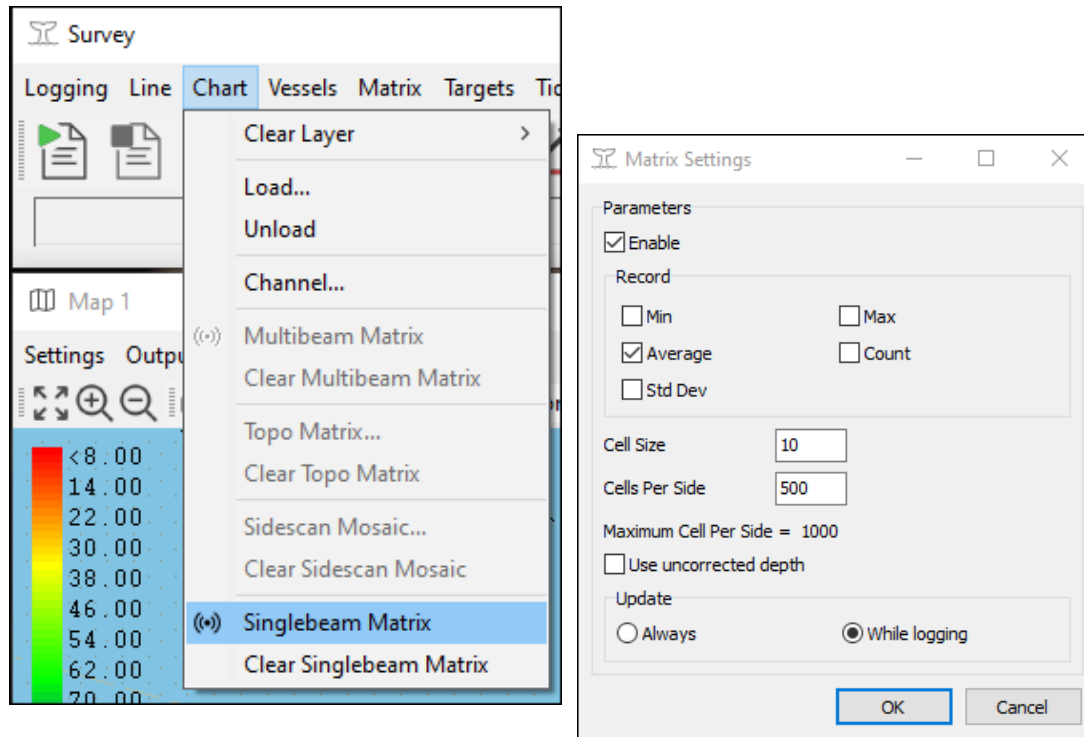 Survey
Logging Line Chart Vessels Matrix Targets Tid
Clear Layer
Load...
Unload
Channel...
Map 1
Multibeam Matrix
Settings Outpu
Clear Multibeam Matrix
Topo Matrix...
Clear Topo Matrix
Sidescan Mosaic...
Clear Sidescan Mosaic
Singlebeam Matrix
Clear Singlebeam Matrix
<8.00
14.00
22.00
30.00
38.00
46.00
54.00
62.00
70.00
Matrix Settings
Parameters
Enable
Record
Min Max
Average Count
Std Dev
Cell Size 10
Cells Per Side 500
Maximum Cell Per Side = 1000
Use uncorrected depth
Update
Always While logging
OK Cancel